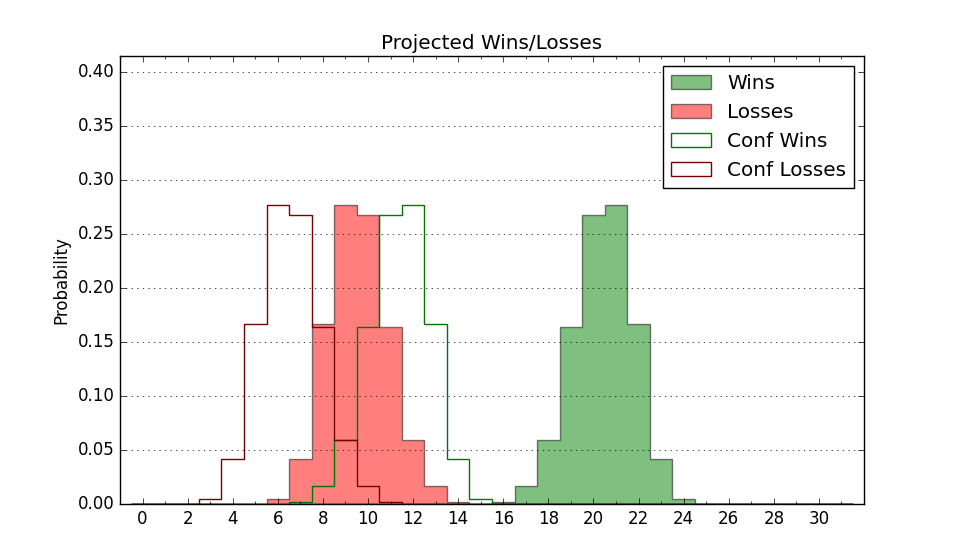 Projected Wins/Losses
Probability
0.40
0.35
0.30
0.25
0.20
0.15
0.10
0.05
0.00
0 2 4 6 8 10 12 14 16 18 20 22 24 26 28 30
Wins
Losses
Conf Wins
Conf Losses